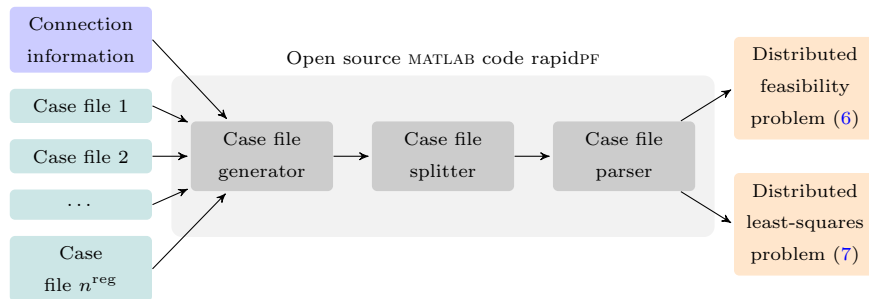 Connection
information
Case file 1
Case file 2
...
Case
file n^reg
Open source MATLAB code rapidPF
Case file
generator
Case file
splitter
Case file
parser
Distributed
feasibility
problem (6)
Distributed
least-squares
problem (7)